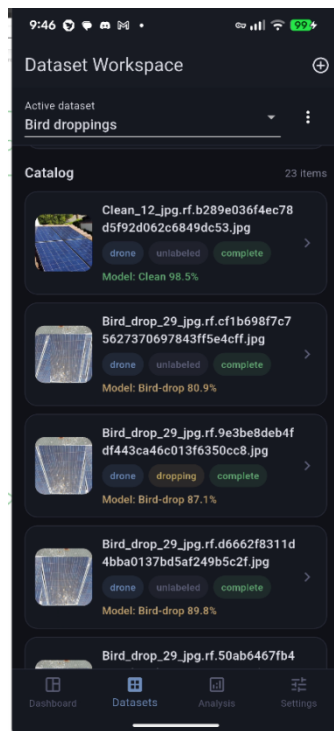 9:46
99
Dataset Workspace
Active dataset
Bird droppings
Catalog 23 items
Clean_12_jpg.rf.b289e036f4ec78
d5f92d062c6849dc53.jpg
drone unlabeled complete
Model: Clean 98.5%
Bird_drop_29_jpg.rf.cf1b698f7c7
5627370697843ff5e4cff.jpg
drone unlabeled complete
Model: Bird-drop 80.9%
Bird_drop_29_jpg.rf.9e3be8deb4f
df443ca46c013f6350cc8.jpg
drone dropping complete
Model: Bird-drop 87.1%
Bird_drop_29_jpg.rf.d6662f8311d
4bba0137bd5af249b5c2f.jpg
drone unlabeled complete
Model: Bird-drop 89.8%
Bird_drop_29_jpg.rf.50ab6467fb4
Dashboard Datasets Analysis Settings